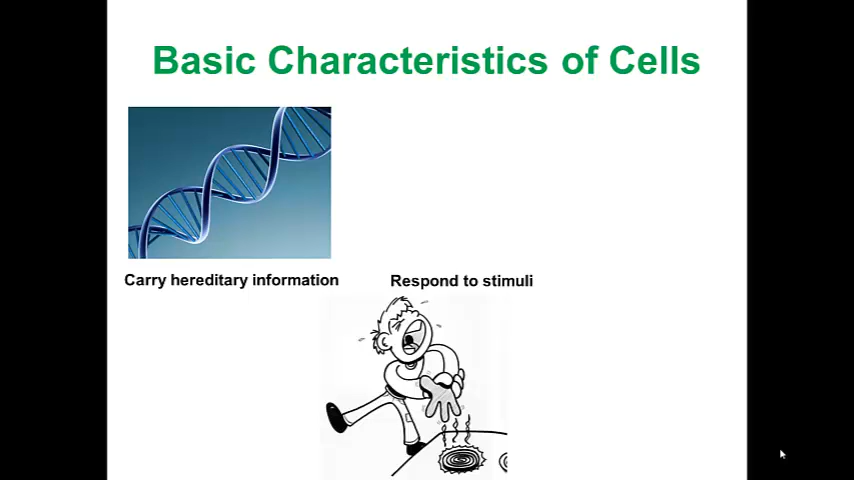 Basic Characteristics of Cells
Carry hereditary information
Respond to stimuli